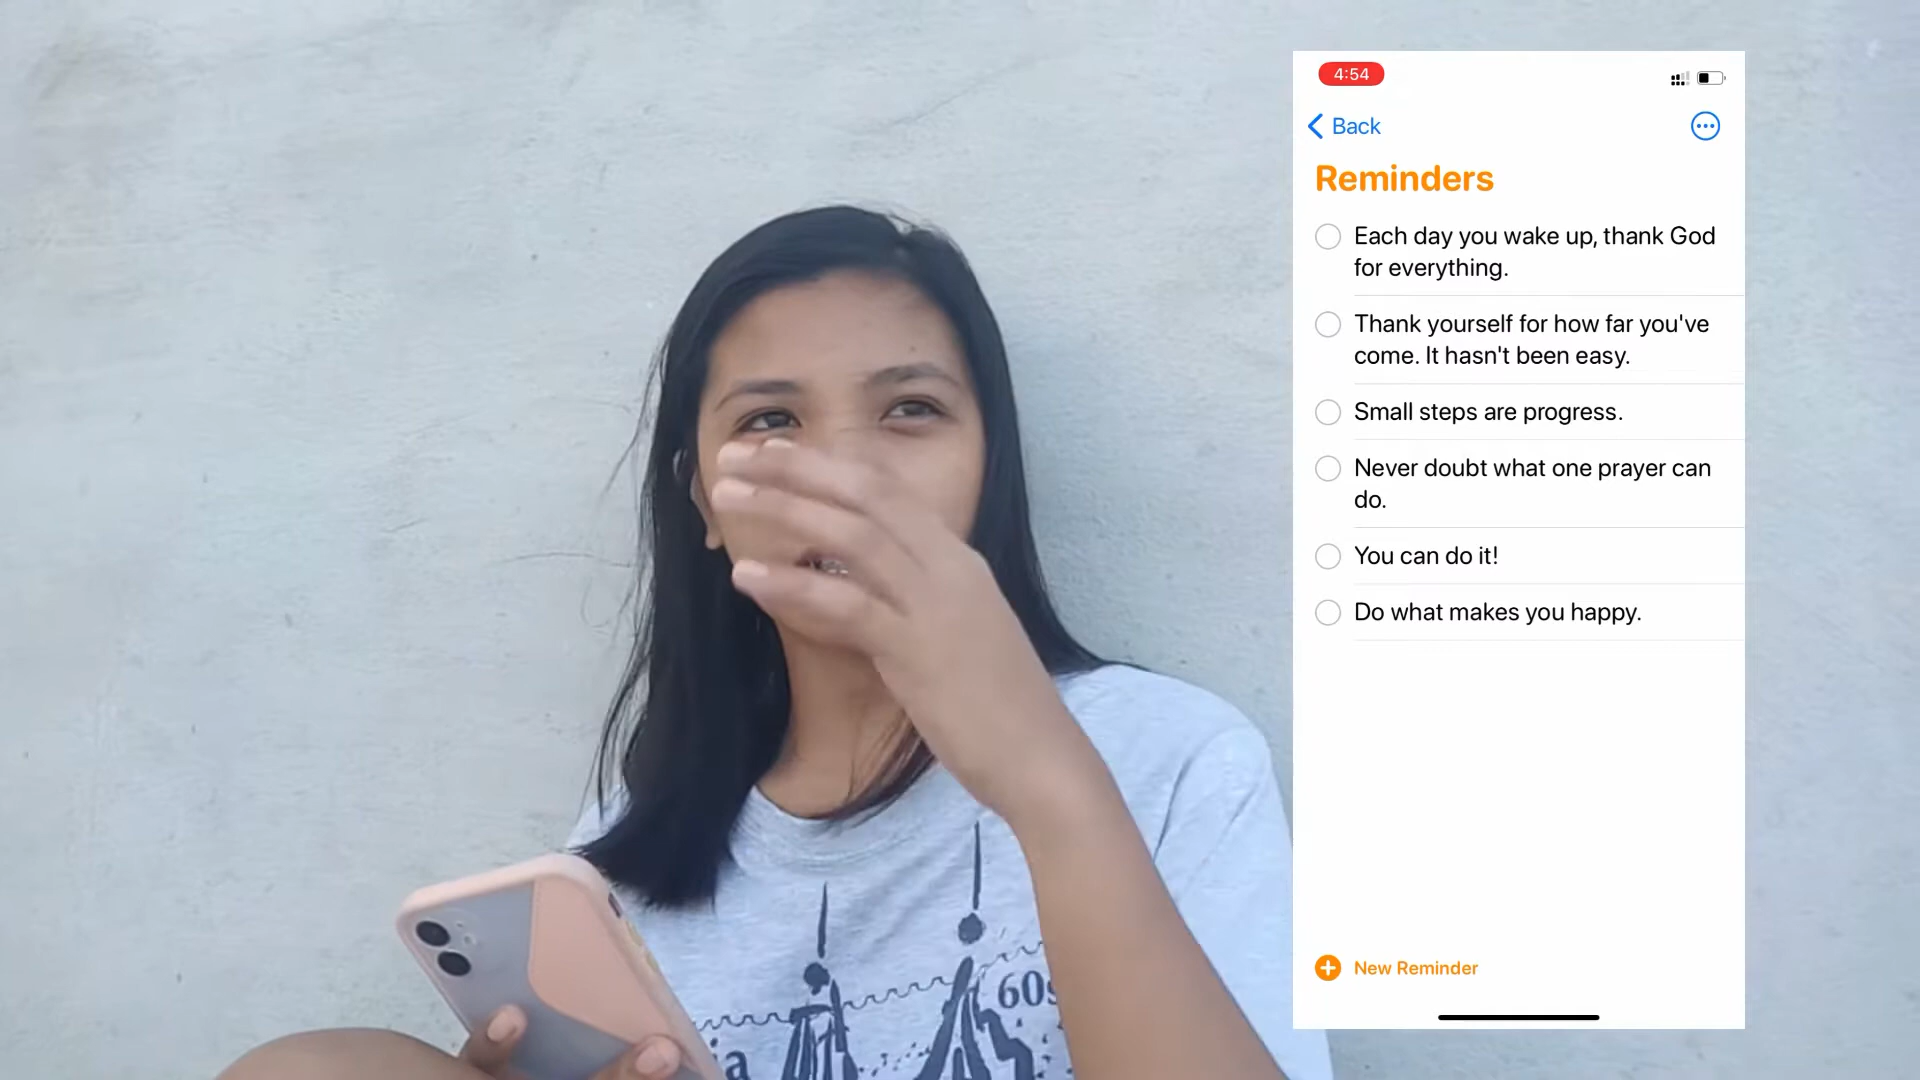 4:54
Back
Reminders
Each day you wake up, thank God
for everything.
Thank yourself for how far you've
come. It hasn't been easy.
Small steps are progress.
Never doubt what one prayer can
do.
You can do it!
Do what makes you happy.
New Reminder
60s